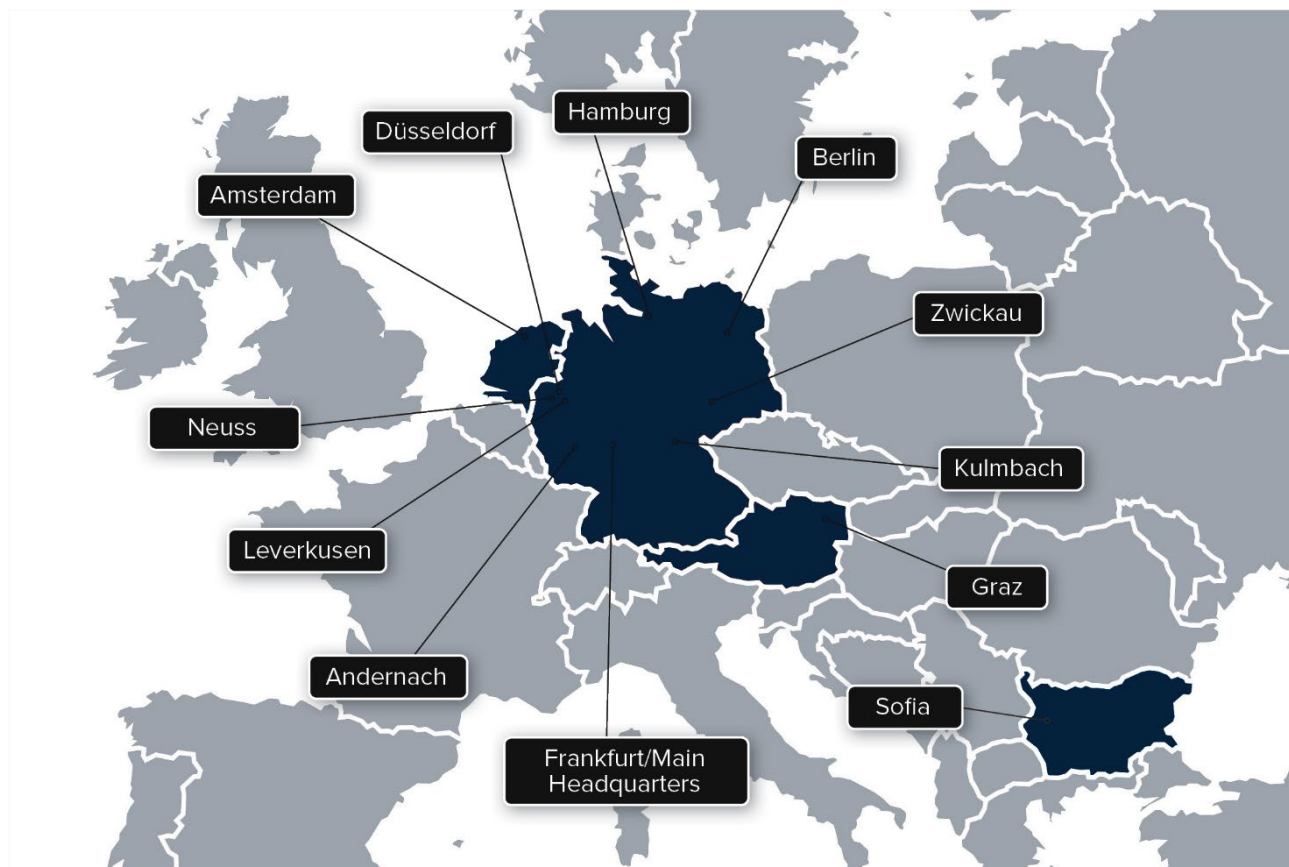 Hamburg
Düsseldorf
Berlin
Amsterdam
Zwickau
Neuss
Kulmbach
Leverkusen
Graz
Andernach
Sofia
Frankfurt/Main
Headquarters